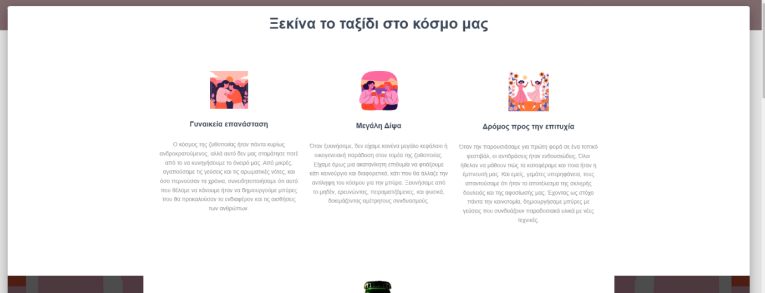 Ξεκίνα το ταξίδι στο κόσμο μας
Γυναικεία επανάσταση
Ο κόσμος της ζυθοποιίας ήταν πάντα κυρίως
ανδροκρατούμενος, αλλά αυτό δεν μας σταμάτησε ποτέ
από το να κυνηγήσουμε το όνειρό μας. Από μικρές,
αγαπούσαμε τις γεύσεις και τις αρωματικές νότες, και
όσο περνούσαν τα χρόνια, συνειδητοποιήσαμε ότι αυτό
που θέλαμε να κάνουμε ήταν να δημιουργούμε μπύρες
που θα προκαλούσαν το ενδιαφέρον και τις αισθήσεις
των ανθρώπων.
Μεγάλη Δίψα
Όταν ξεκινήσαμε, δεν είχαμε κανένα μεγάλο κεφάλαιο ή
οικογενειακή παράδοση στον τομέα της ζυθοποιίας.
Είχαμε όμως μια ακατανίκητη επιθυμία να φτιάξουμε
κάτι καινούργιο και διαφορετικό, κάτι που θα άλλαζε την
αντίληψη του κόσμου για την μπύρα. Ξεκινήσαμε από
το μηδέν, ερευνώντας, πειραματιζόμενες, και φυσικά,
δοκιμάζοντας αμέτρητους συνδυασμούς.
Δρόμος προς την επιτυχία
Όταν την παρουσιάσαμε για πρώτη φορά σε ένα τοπικό
φεστιβάλ, οι αντιδράσεις ήταν ενθουσιώδεις. Όλοι
ήθελαν να μάθουν πώς τα καταφέραμε και ποια ήταν η
έμπνευσή μας. Και εμείς, γεμάτες υπερηφάνεια, τους
απαντούσαμε ότι ήταν το αποτέλεσμα της σκληρής
δουλειάς και της αφοσίωσής μας. Έχοντας ως στόχο
πάντα την καινοτομία, δημιουργήσαμε μπύρες με
γεύσεις που συνδυάζουν παραδοσιακά υλικά με νέες
τεχνικές.